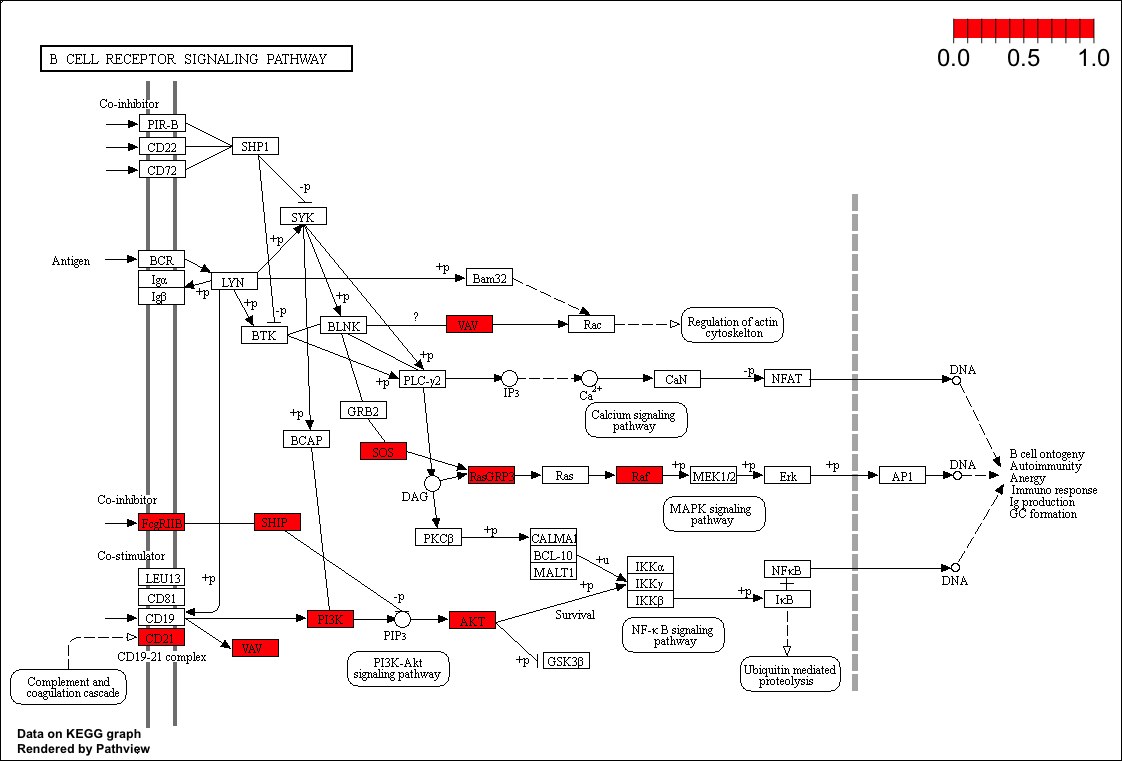 0.0 0.5 1.0
B CELL RECEPTOR SIGNALING PATHWAY
Co-inhibitor
PIR-B
CD22
CD72
SHP1
-p
SYK
+p
Antigen
BCR
Igα
Igβ
LYN
+p
+p
-p
+p
Bam32
BTK
+p
BLNK
?
VAV
Rac
Regulation of actin
cytoskelton
+p
+p
PLC-γ2
IP3
Ca2+
CaN
-p
NFAT
DNA
Calcium signaling
pathway
GRB2
+p
BCAP
SOS
DAG
RasGRP3
Ras
Raf
+p
MEK1/2
+p
Erk
+p
AP1
DNA
MAPK signaling
pathway
B cell ontogeny
Autoimmunity
Anergy
Immuno response
Ig production
GC formation
Co-inhibitor
FcgRIIB
SHIP
PKCβ
+p
CALMA1
BCL-10
MALT1
+u
+p
IKKα
IKKγ
IKKβ
+p
NFκB
IκB
DNA
Co-stimulator
LEU13
CD81
CD19
CD21
+p
CD19-21 complex
VAV
PI3K
-p
PIP3
AKT
Survival
+p
GSK3β
PI3K-Akt
signaling pathway
NF-κ B signaling
pathway
Ubiquitin mediated
proteolysis
Complement and
coagulation cascade
Data on KEGG graph
Rendered by Pathview